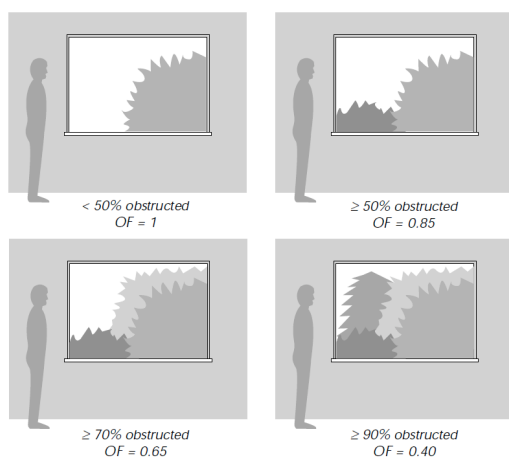 < 50% obstructed
OF = 1
≥ 50% obstructed
OF = 0.85
≥ 70% obstructed
OF = 0.65
≥ 90% obstructed
OF = 0.40